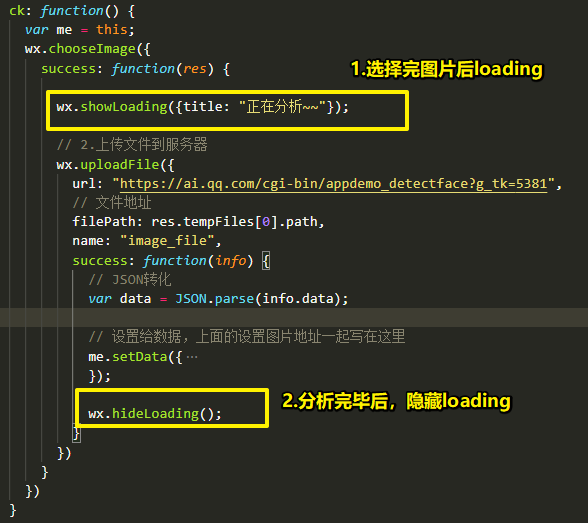 ck: function() {
var me = this;
wx.chooseImage({
success: function(res) {
1.选择完图片后loading
wx.showLoading({title: "正在分析~~"});
// 2.上传文件到服务器
wx.uploadFile({
url: "https://ai.qq.com/cgi-bin/appdemo_detectface?g_tk=5381",
// 文件地址
filePath: res.tempFiles[0].path,
name: "image_file",
success: function(info) {
// JSON转化
var data = JSON.parse(info.data);
// 设置给数据，上面的设置图片地址一起写在这里
me.setData({…
});
wx.hideLoading();
2.分析完毕后，隐藏loading
}
})
}
})
}